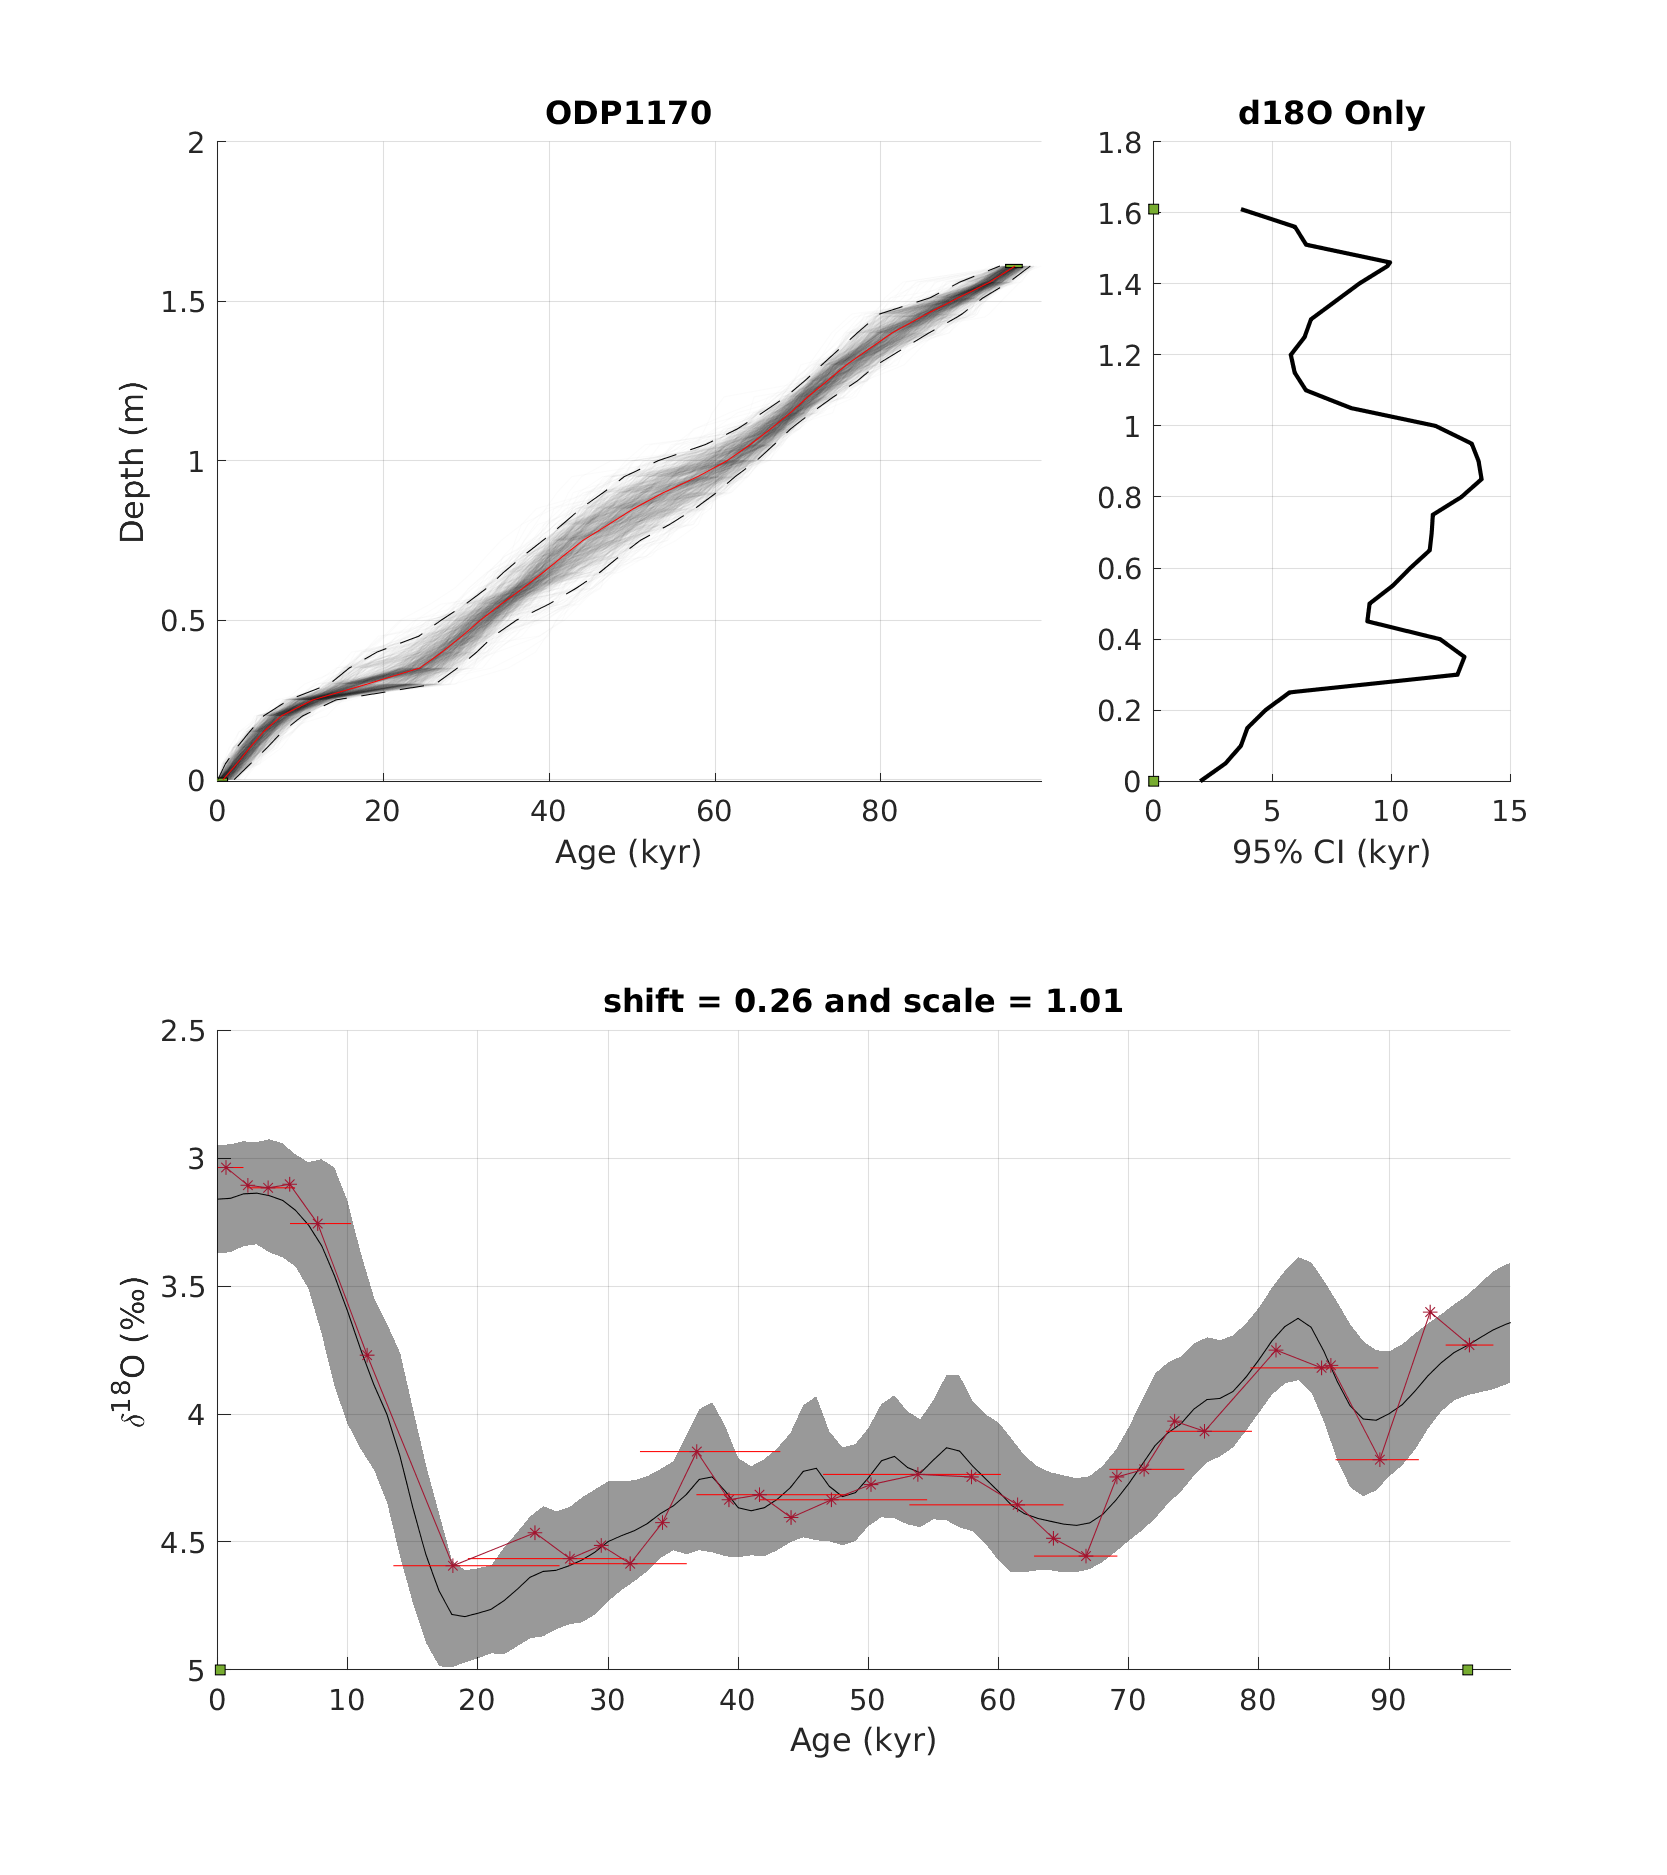 ODP1170
2
1.5
1
0.5
0
0 20 40 60 80
Depth (m)
Age (kyr)
d18O Only
1.8
1.6
1.4
1.2
1
0.8
0.6
0.4
0.2
0
0 5 10 15
95% CI (kyr)
shift = 0.26 and scale = 1.01
2.5
3
3.5
4
4.5
5
0 10 20 30 40 50 60 70 80 90
δ18O (‰)
Age (kyr)